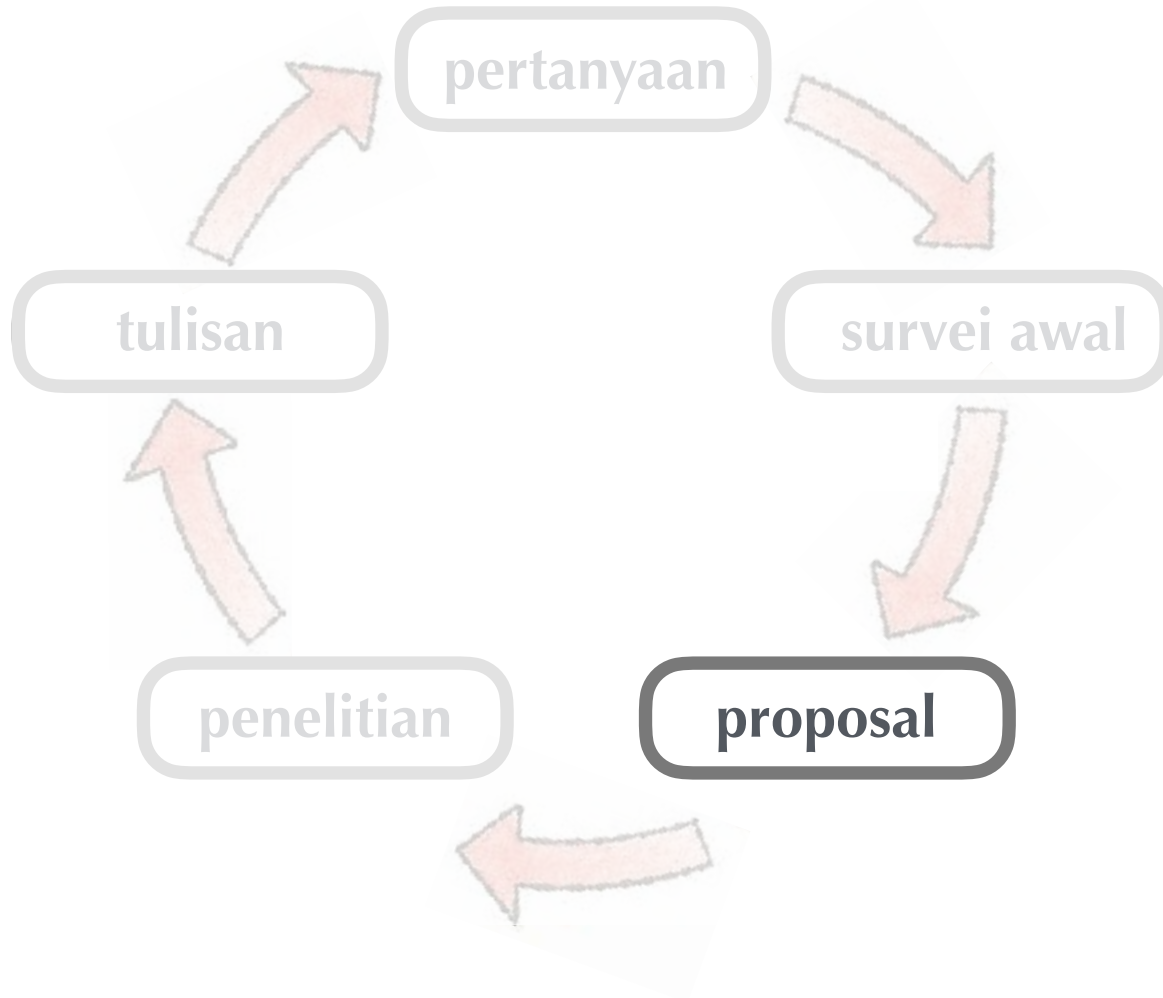 pertanyaan
survei awal
proposal
penelitian
tulisan